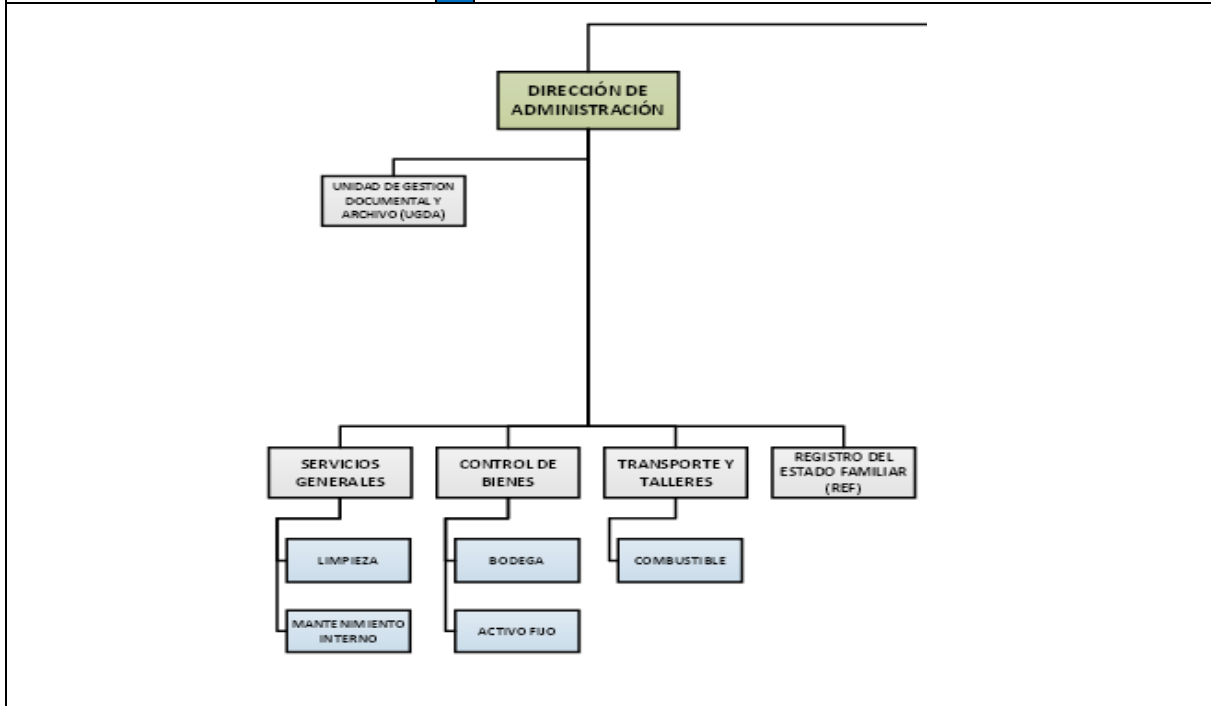 DIRECCIÓN DE
ADMINISTRACIÓN
UNIDAD DE GESTION
DOCUMENTAL Y
ARCHIVO (UGDA)
SERVICIOS
GENERALES
CONTROL DE
BIENES
TRANSPORTE Y
TALLERES
REGISTRO DEL
ESTADO FAMILIAR
(REF)
LIMPIEZA
BODEGA
COMBUSTIBLE
MANTENIMIENTO
INTERNO
ACTIVO FIJO